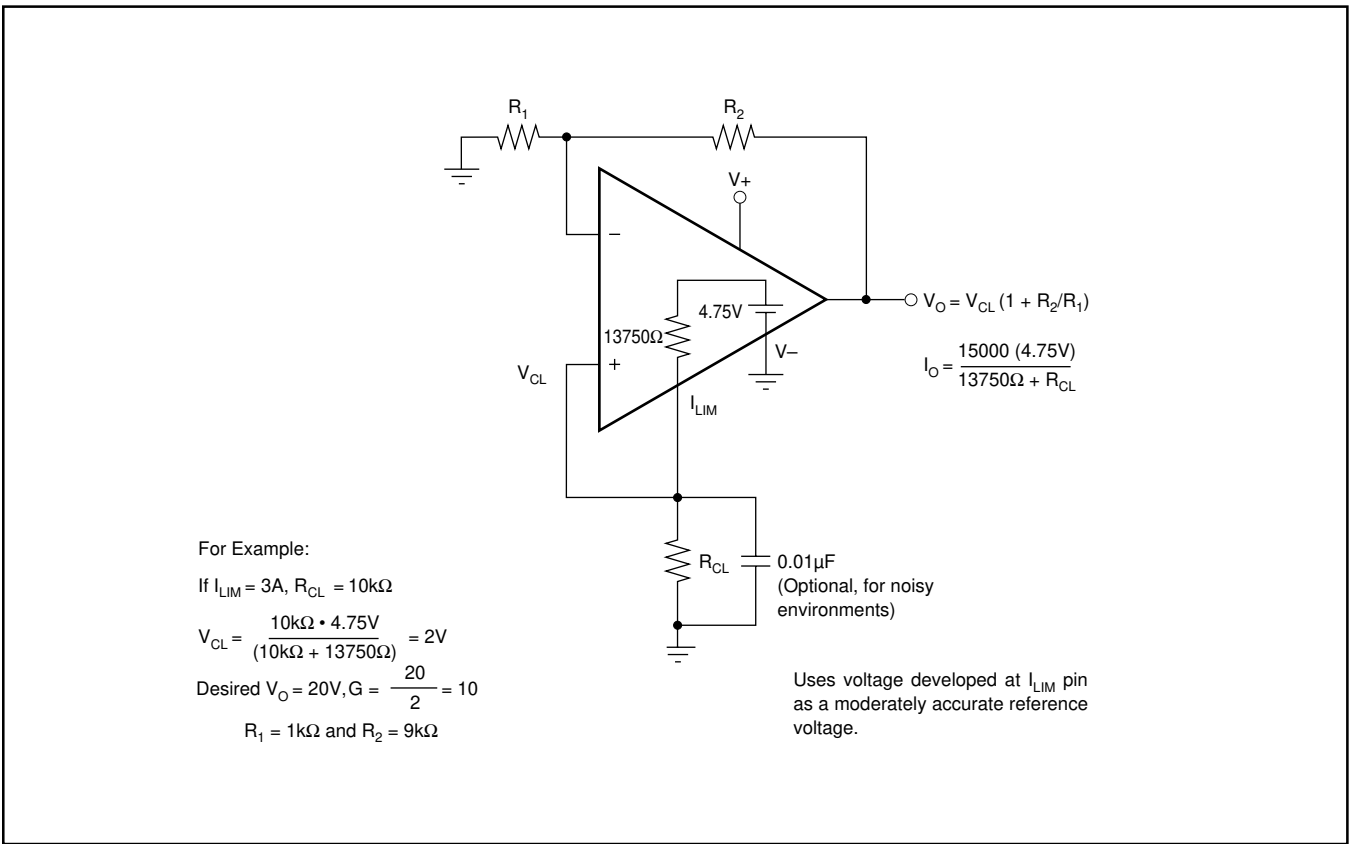 R1
R2
V+
−
4.75V
VO = VCL (1 + R2/R1)
13750Ω
V–
IO = 15000 (4.75V)
13750Ω + RCL
VCL
+
ILIM
RCL
0.01µF
(Optional, for noisy
environments)
For Example:
If ILIM = 3A, RCL = 10kΩ
VCL = 10kΩ • 4.75V
(10kΩ + 13750Ω) = 2V
Desired VO = 20V, G = 20
2 = 10
R1 = 1kΩ and R2 = 9kΩ
Uses voltage developed at ILIM pin
as a moderately accurate reference
voltage.